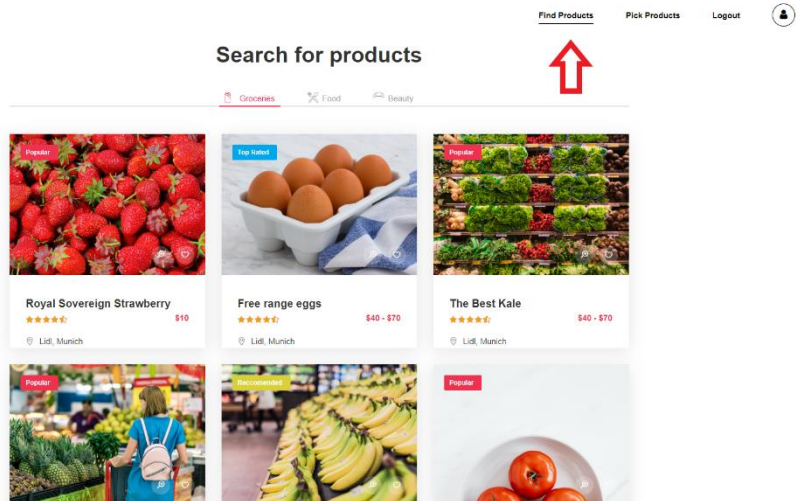 Find Products Pick Products Logout
Search for products
Groceries Food Beauty
Popular Top Rated Popular
Royal Sovereign Strawberry Free range eggs The Best Kale
$10 $40 - $70 $40 - $70
Lidl, Munich Lidl, Munich Lidl, Munich
Popular Reccomended Popular